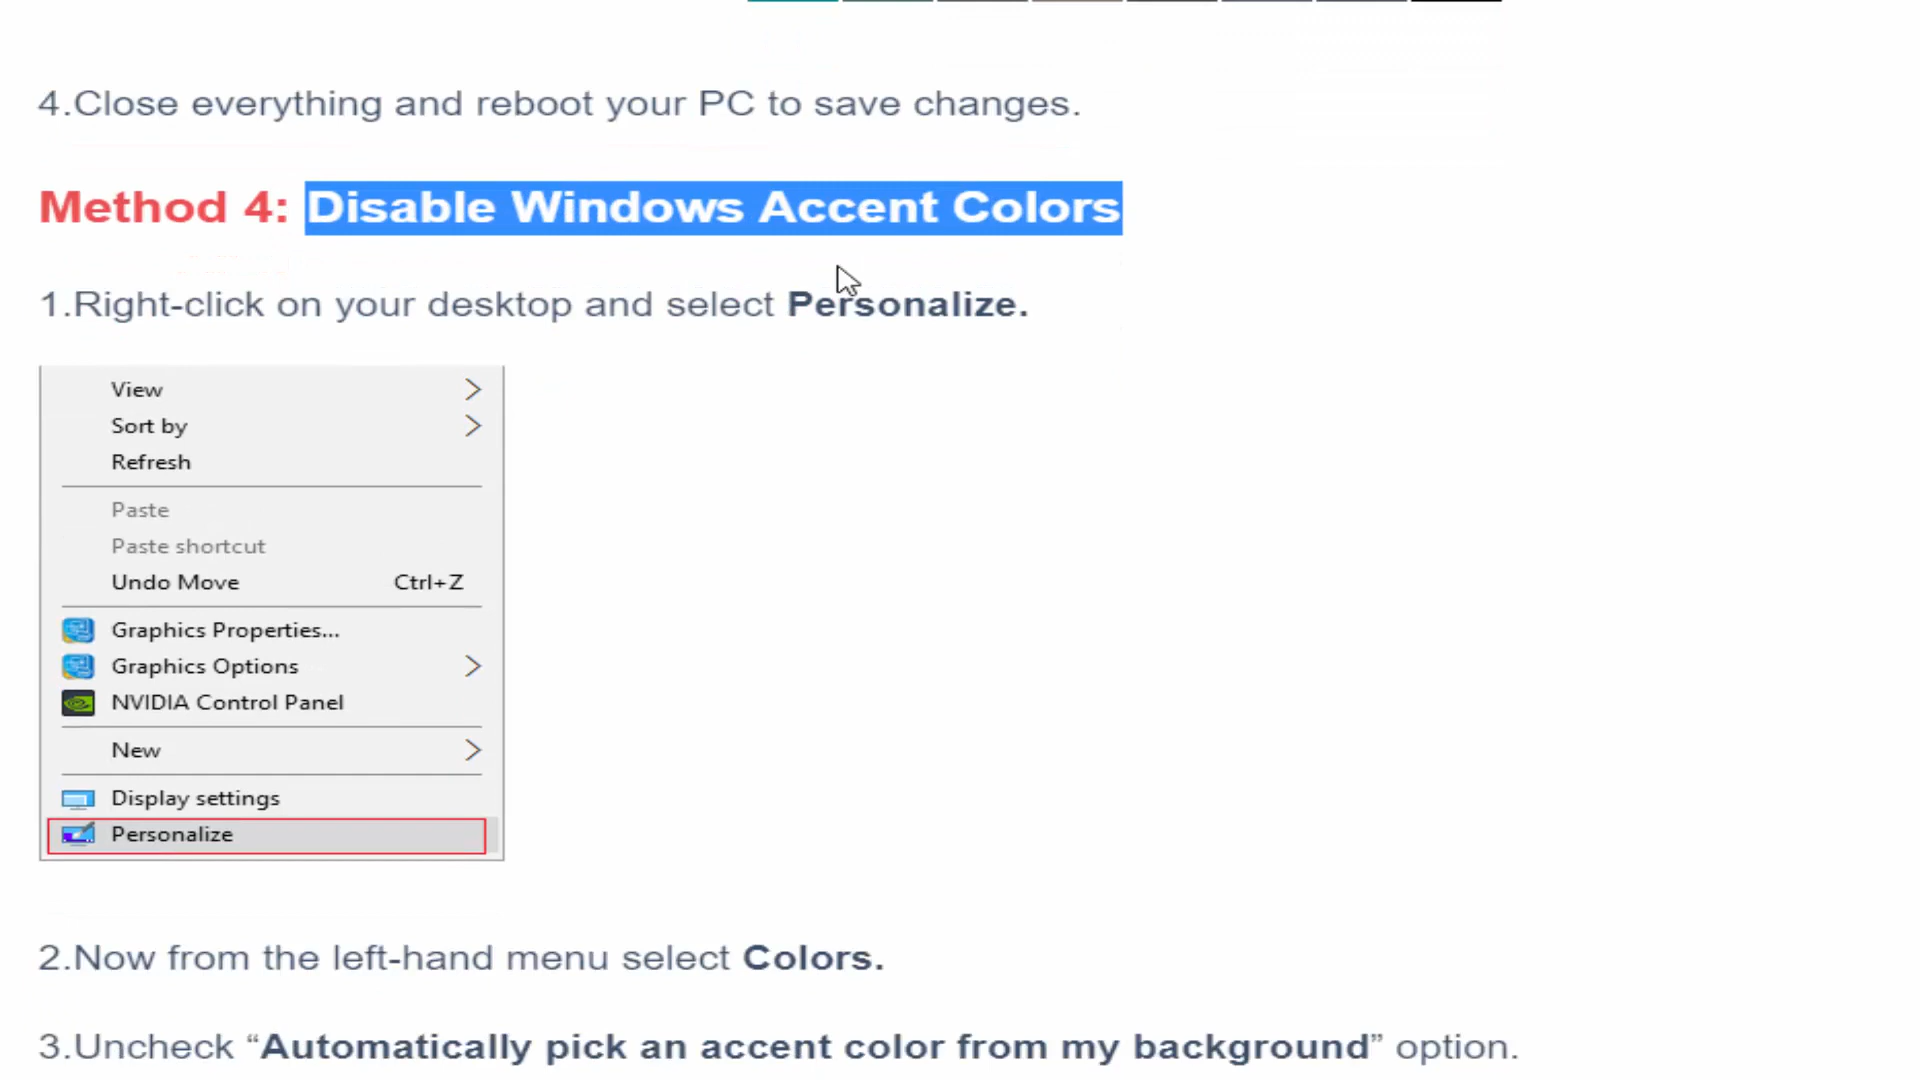 4.Close everything and reboot your PC to save changes.
Method 4: Disable Windows Accent Colors
1.Right-click on your desktop and select Personalize.
View
Sort by
Refresh
Paste
Paste shortcut
Undo Move Ctrl+Z
Graphics Properties...
Graphics Options
NVIDIA Control Panel
New
Display settings
Personalize
2.Now from the left-hand menu select Colors.
3.Uncheck “Automatically pick an accent color from my background” option.